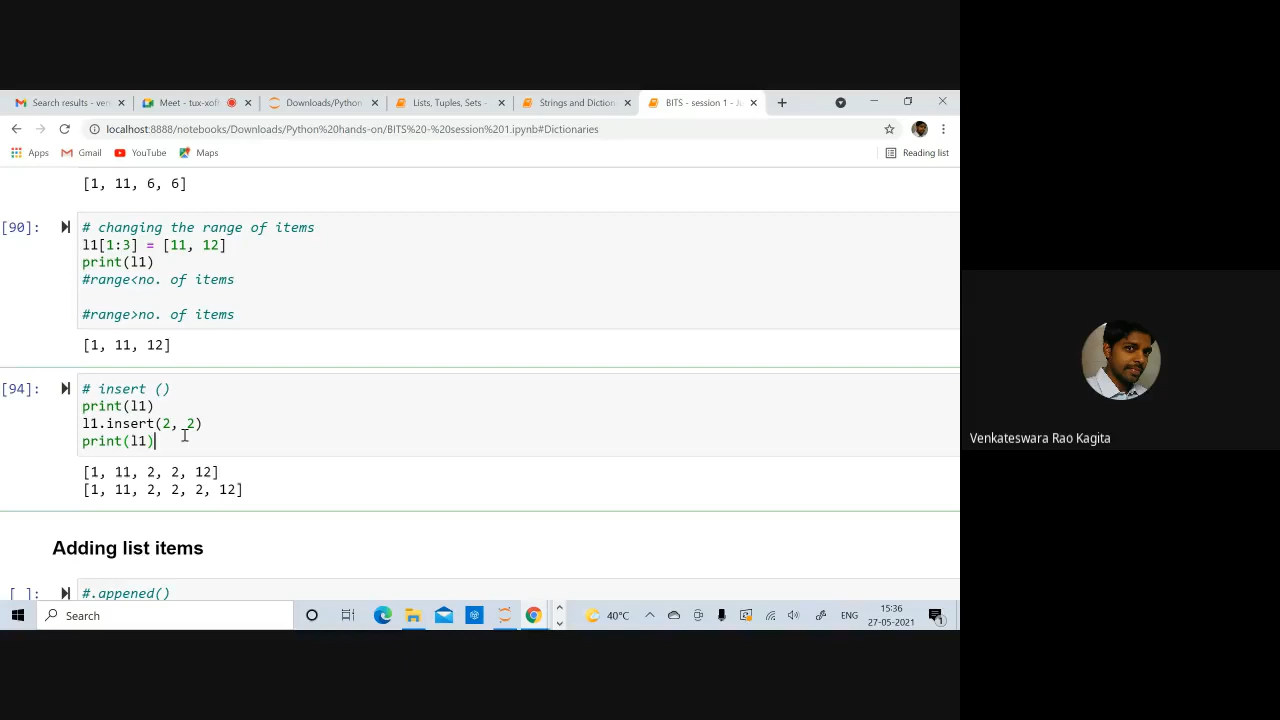 Search results - ven
Meet - tux-xoft
Downloads/Python
Lists, Tuples, Sets -
Strings and Diction
BITS - session 1 - Ju
localhost:8888/notebooks/Downloads/Python%20hands-on/BITS%20-%20session%201.ipynb#Dictionaries
Apps Gmail YouTube Maps Reading list
[1, 11, 6, 6]
[90]: # changing the range of items
l1[1:3] = [11, 12]
print(l1)
#range<no. of items
#range>no. of items
[1, 11, 12]
[94]: # insert ()
print(l1)
l1.insert(2, 2)
print(l1)
[1, 11, 2, 2, 12]
[1, 11, 2, 2, 2, 12]
Adding list items
[ ]: #.appened()
Venkateswara Rao Kagita
Search
40°C
ENG
15:36
27-05-2021